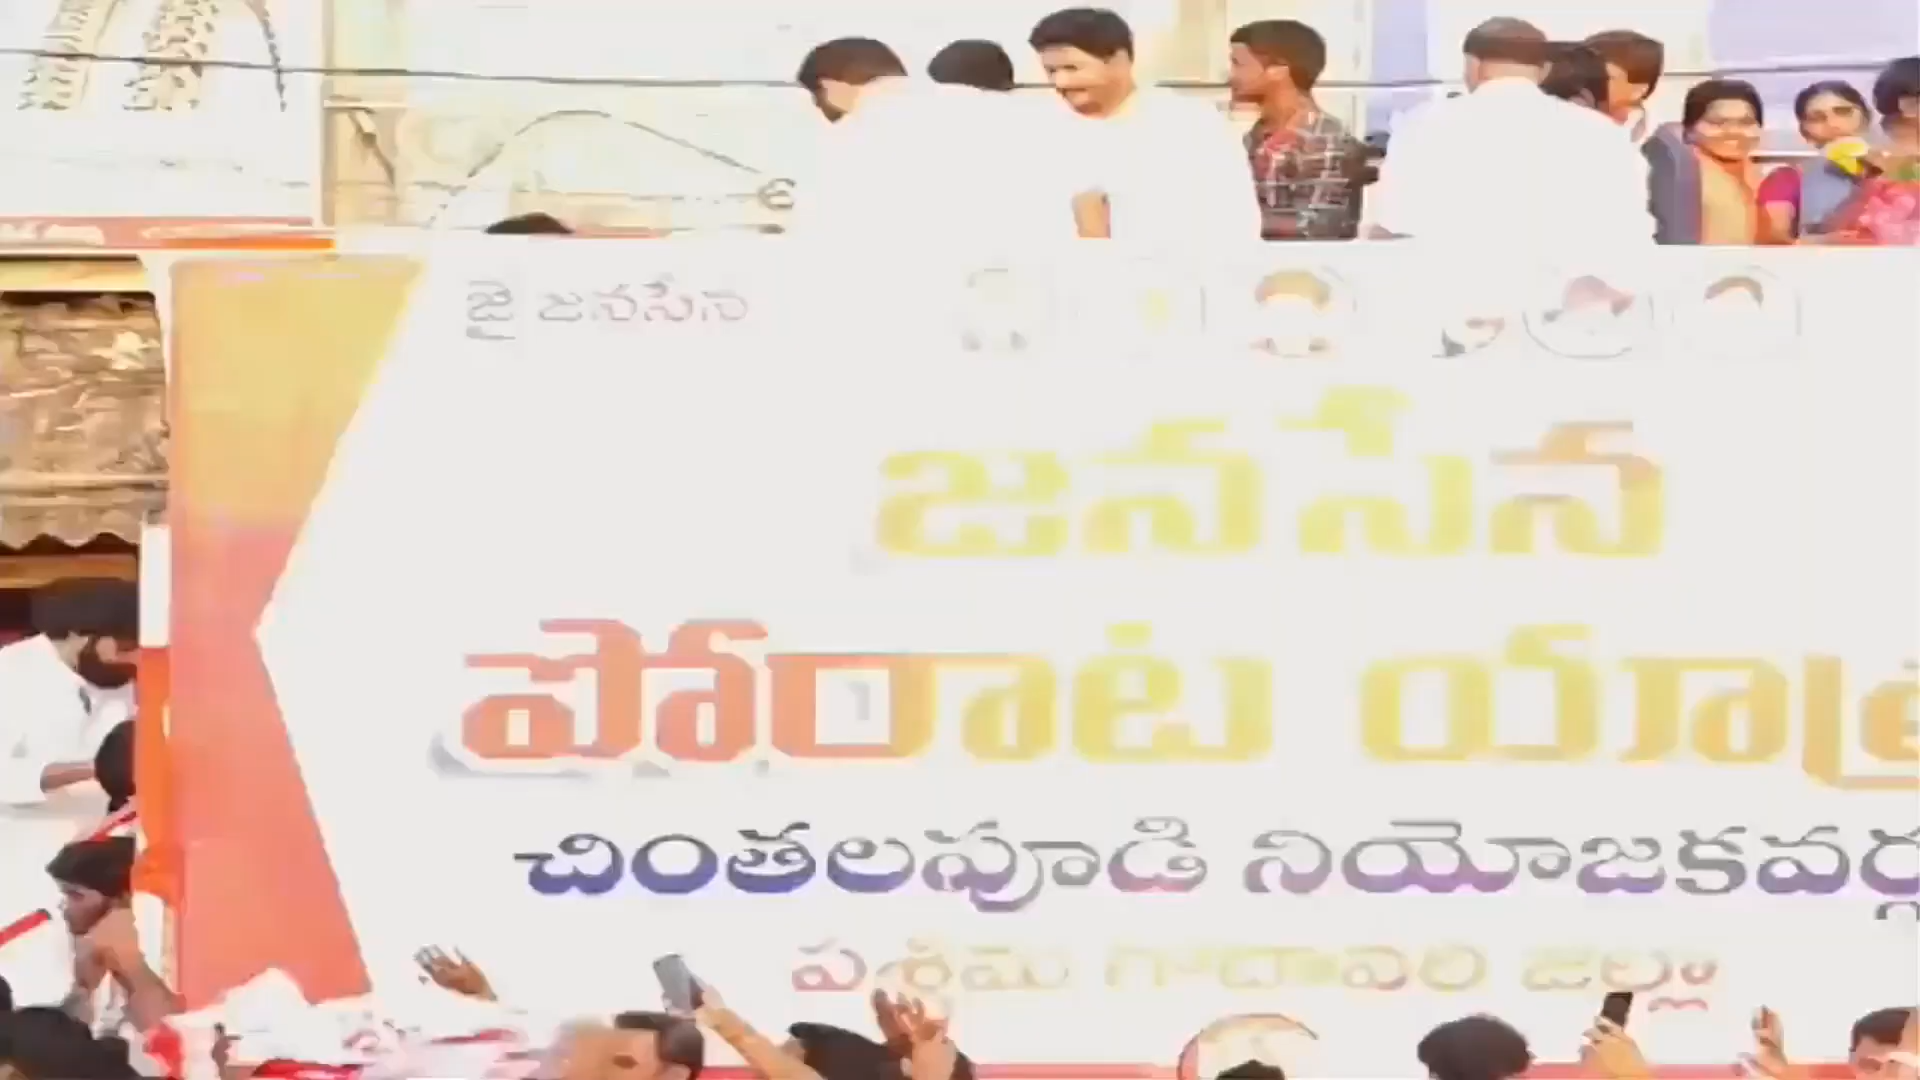 జై జనసేన
జనసేన
పోరాట యాత్ర
చింతలపూడి నియోజకవర్గ
పశ్చిమ గోదావరి జిల్లా